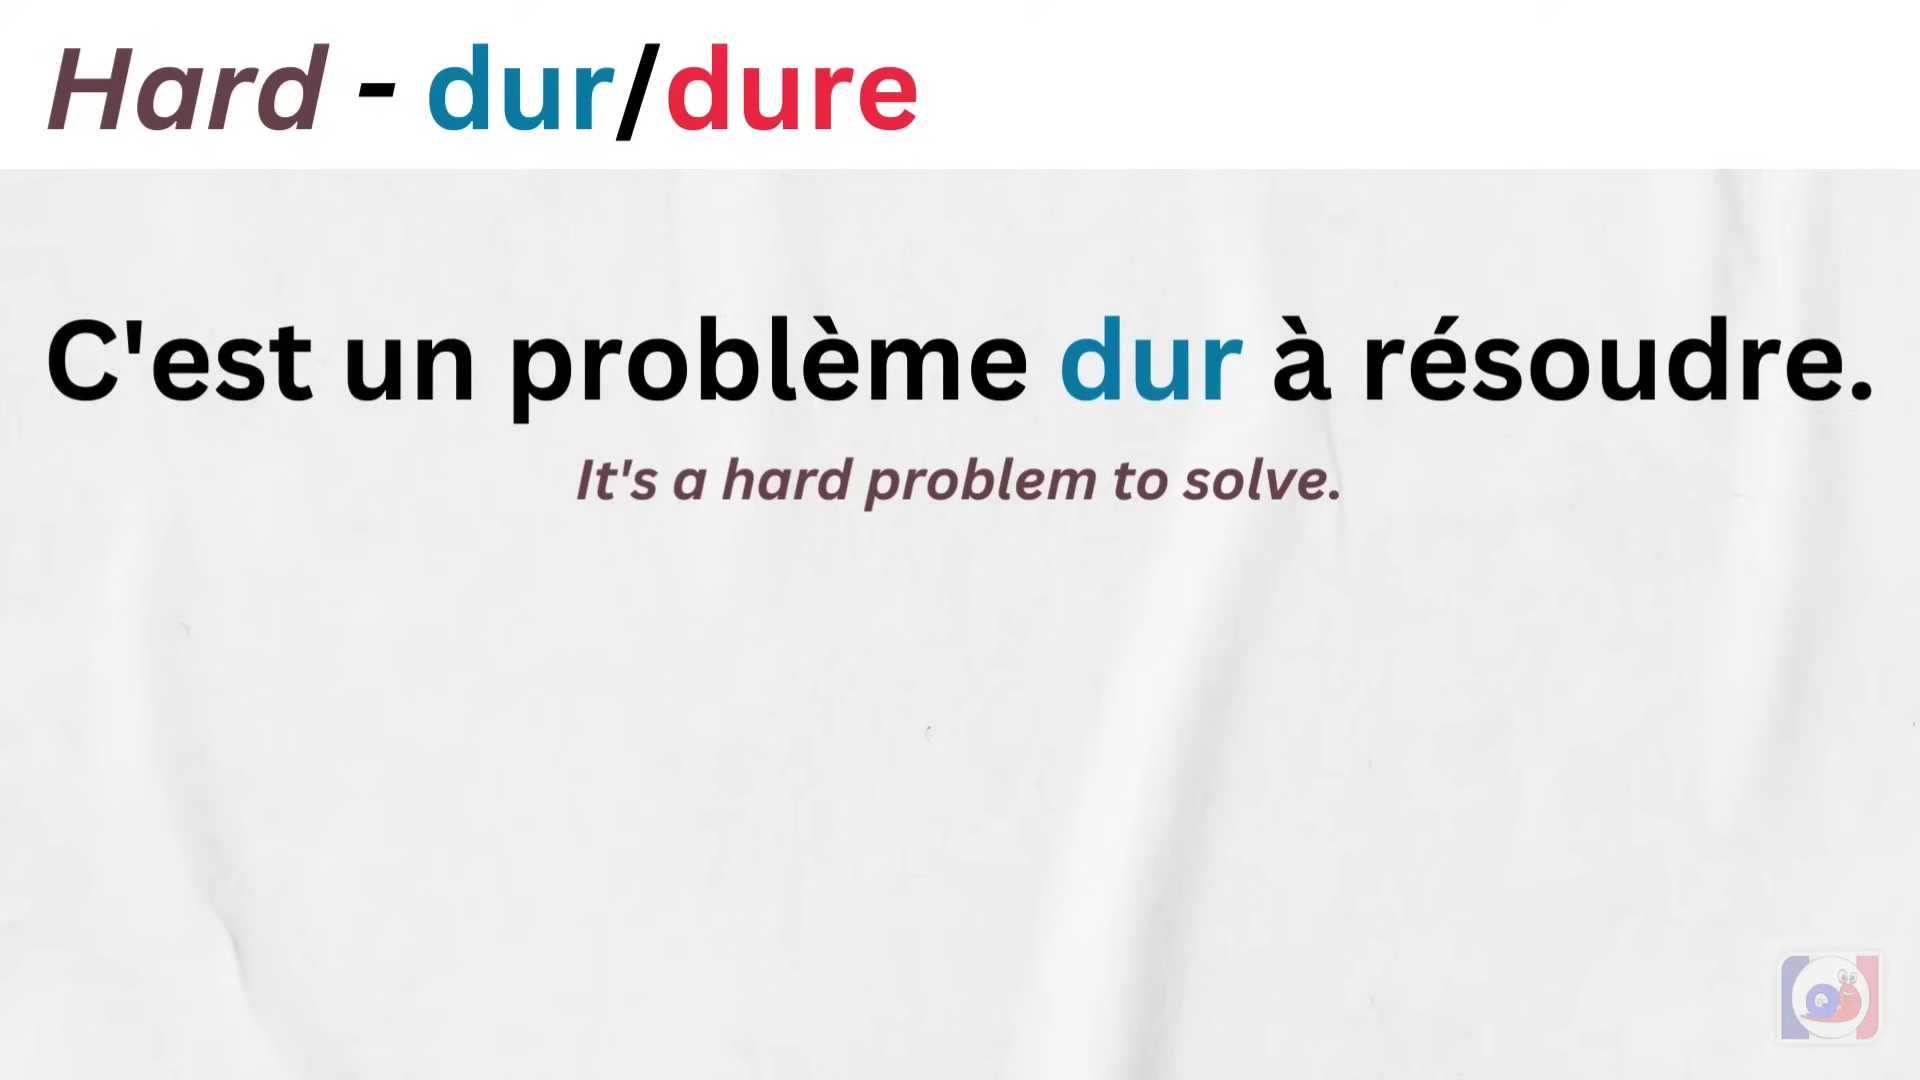 Hard - dur/dure
C'est un problème dur à résoudre.
It's a hard problem to solve.